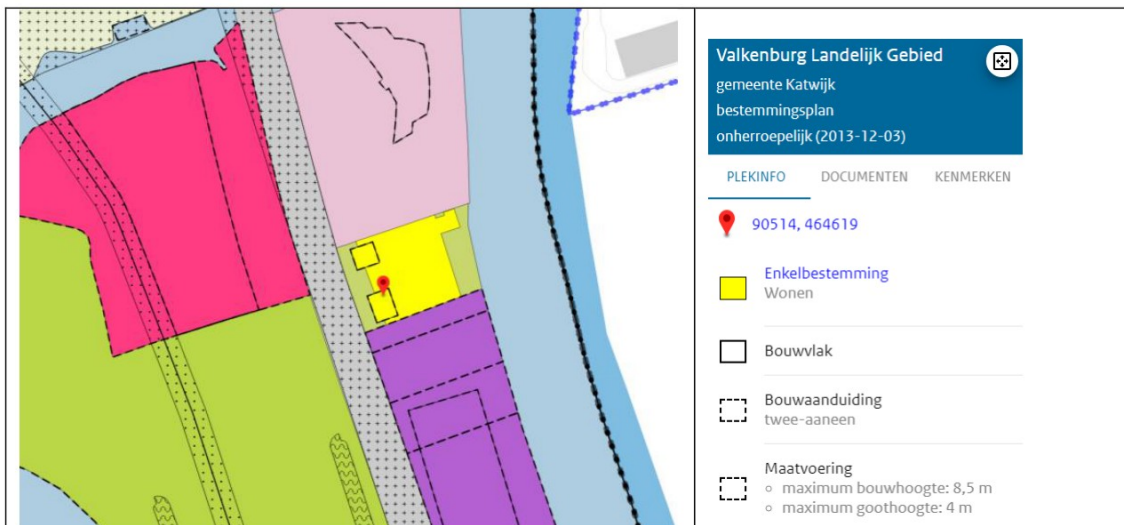 Valkenburg Landelijk Gebied
gemeente Katwijk
bestemmingsplan
onherroepelijk (2013-12-03)
PLEKINFO DOCUMENTEN KENMERKEN
90514, 464619
Enkelbestemming
Wonen
Bouwvlak
Bouwaanduiding
twee-aaneen
Maatvoering
maximum bouwhoogte: 8,5 m
maximum goothoogte: 4 m